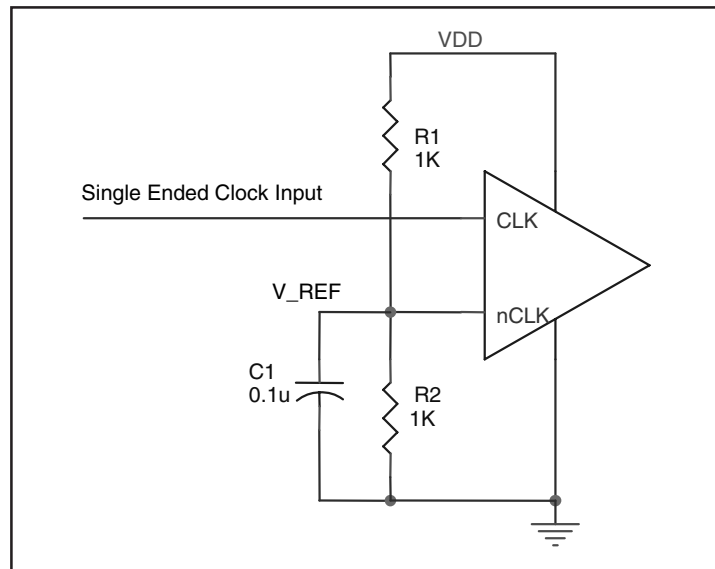 VDD
R1
1K
Single Ended Clock Input
CLK
V_REF
nCLK
C1
0.1u
R2
1K